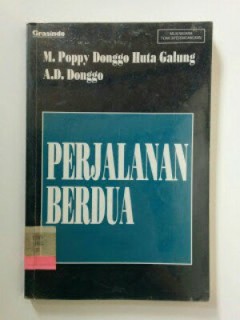 Grasindo
M. Poppy Donggo Huta Galung
A.D. Donggo
PERJALANAN
BERDUA